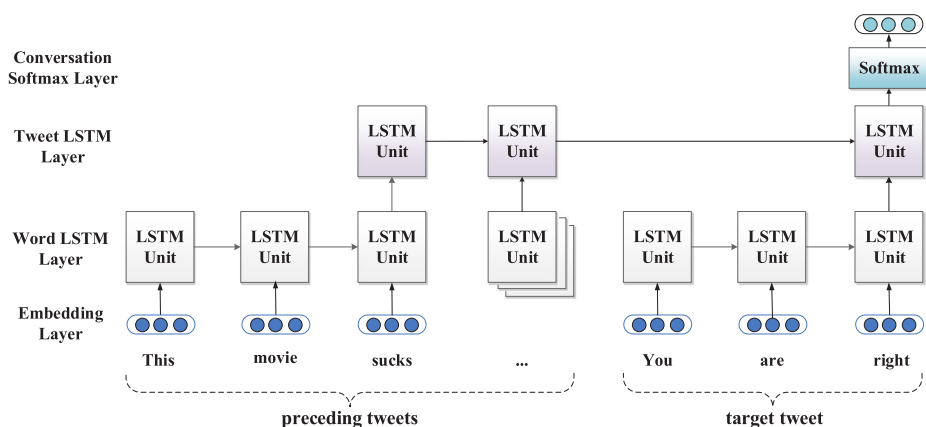 Conversation
Softmax Layer
Softmax
Tweet LSTM
Layer
LSTM
Unit
LSTM
Unit
LSTM
Unit
Word LSTM
Layer
LSTM
Unit
LSTM
Unit
LSTM
Unit
LSTM
Unit
LSTM
Unit
LSTM
Unit
LSTM
Unit
Embedding
Layer
This
movie
sucks
...
You
are
right
preceding tweets
target tweet